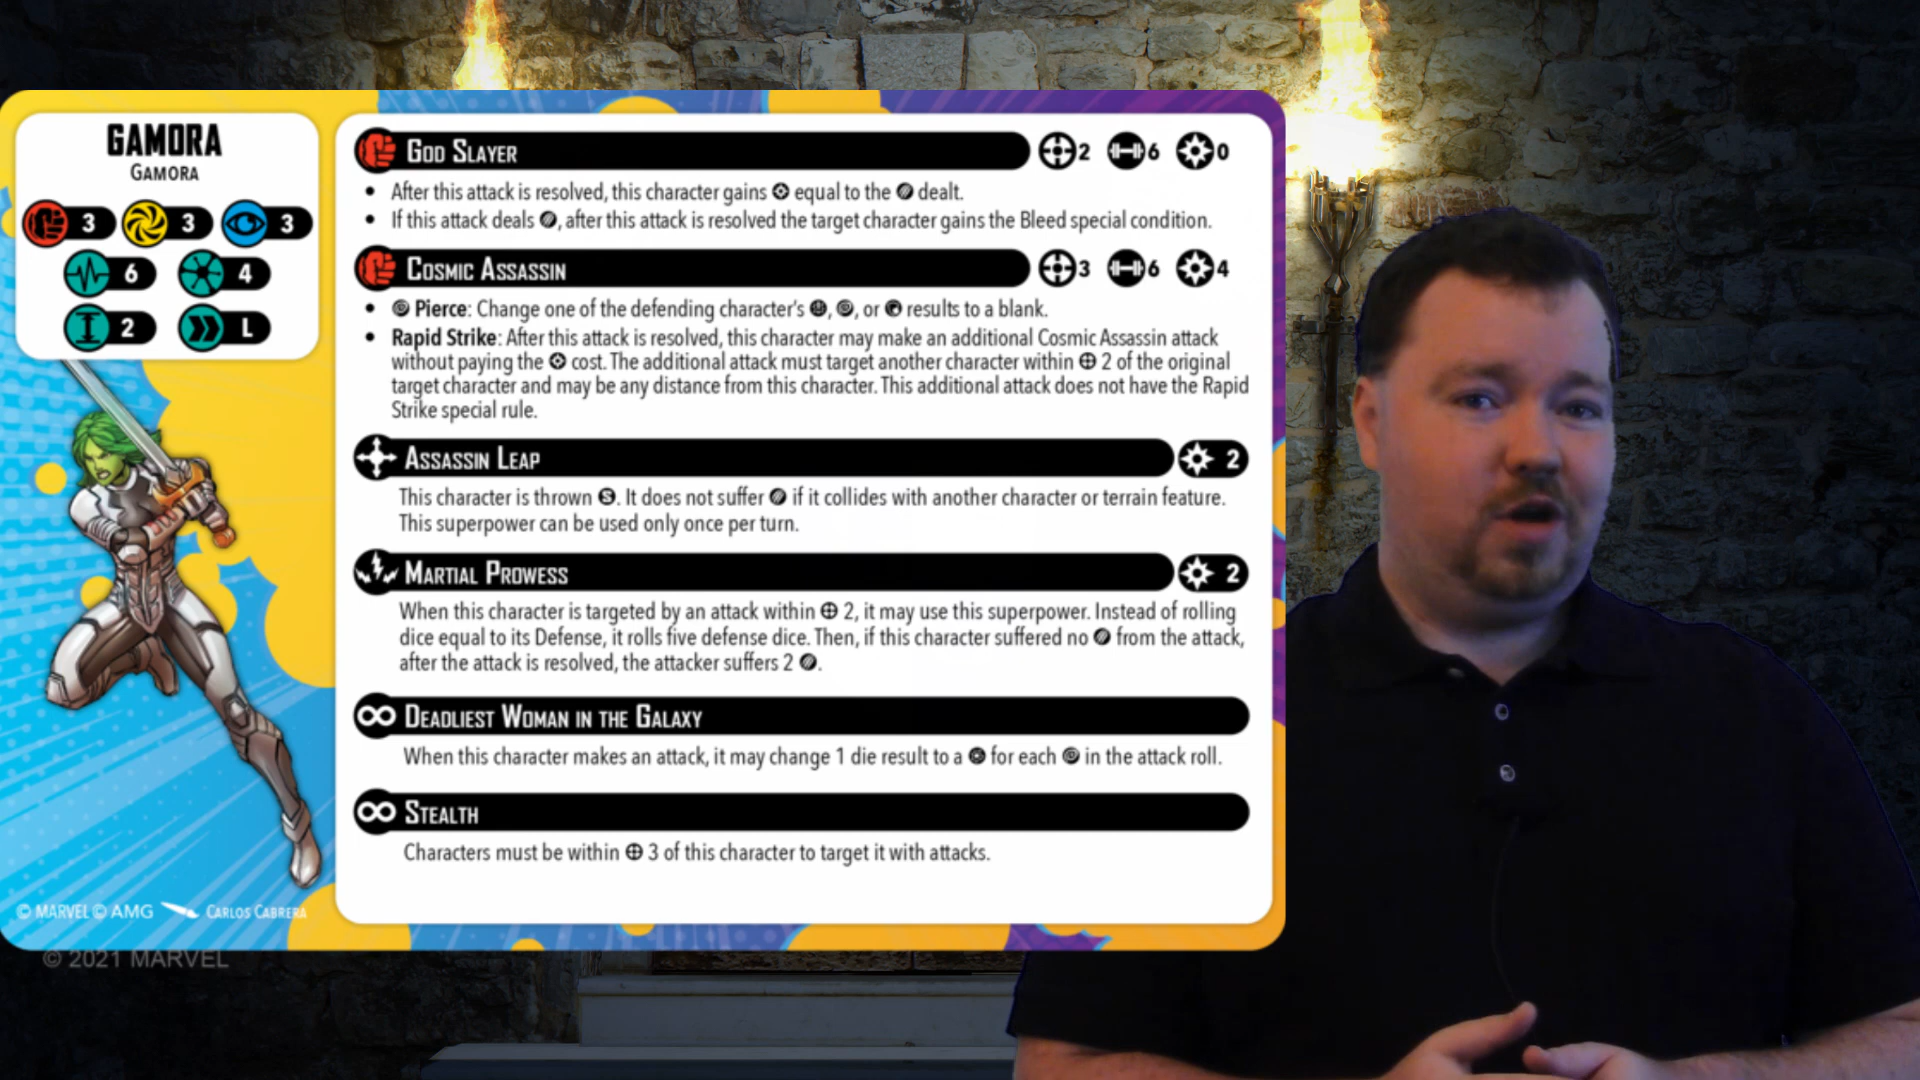 GAMORA
GAMORA
3 3 3
6 4
2 L
GOD SLAYER 2 6 0
• After this attack is resolved, this character gains equal to the dealt.
• If this attack deals , after this attack is resolved the target character gains the Bleed special condition.
COSMIC ASSASSIN 3 6 4
• Pierce: Change one of the defending character's , , or results to a blank.
• Rapid Strike: After this attack is resolved, this character may make an additional Cosmic Assassin attack
without paying the cost. The additional attack must target another character within 2 of the original
target character and may be any distance from this character. This additional attack does not have the Rapid
Strike special rule.
ASSASSIN LEAP 2
This character is thrown S. It does not suffer if it collides with another character or terrain feature.
This superpower can be used only once per turn.
MARTIAL PROWESS 2
When this character is targeted by an attack within 2, it may use this superpower. Instead of rolling
dice equal to its Defense, it rolls five defense dice. Then, if this character suffered no from the attack,
after the attack is resolved, the attacker suffers 2 .
DEADLIEST WOMAN IN THE GALAXY
When this character makes an attack, it may change 1 die result to a for each in the attack roll.
STEALTH
Characters must be within 3 of this character to target it with attacks.
© MARVEL © AMG CARLOS CABRERA
© 2021 MARVEL